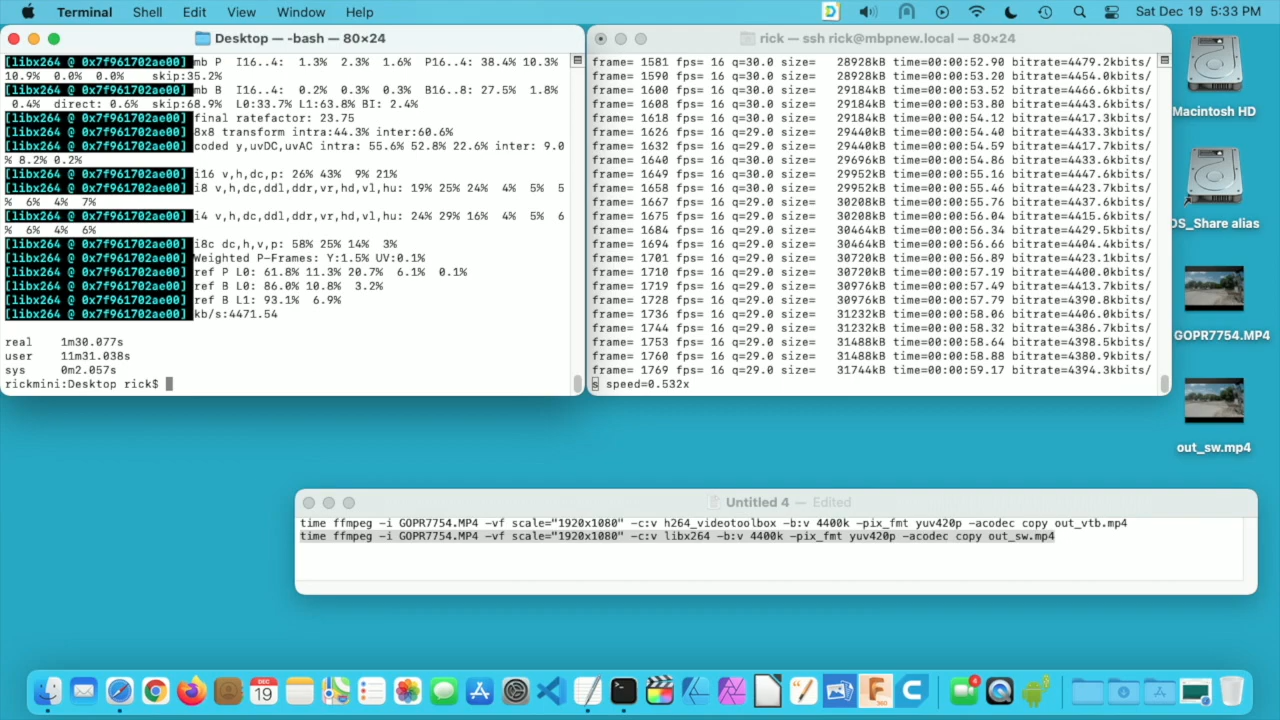 Terminal Shell Edit View Window Help Sat Dec 19 5:33 PM
Desktop — -bash — 80×24
[libx264 @ 0x7f961702ae00] mb P I16..4: 1.3% 2.3% 1.6% P16..4: 38.4% 10.3%
10.9% 0.0% 0.0% skip:35.2%
[libx264 @ 0x7f961702ae00] mb B I16..4: 0.2% 0.3% 0.3% B16..8: 27.5% 1.8%
0.4% direct: 0.6% skip:68.9% L0:33.7% L1:63.8% BI: 2.4%
[libx264 @ 0x7f961702ae00] final ratefactor: 23.75
[libx264 @ 0x7f961702ae00] 8x8 transform intra:44.3% inter:60.6%
[libx264 @ 0x7f961702ae00] coded y,uvDC,uvAC intra: 55.6% 52.8% 22.6% inter: 9.0
% 8.2% 0.2%
[libx264 @ 0x7f961702ae00] i16 v,h,dc,p: 26% 43% 9% 21%
[libx264 @ 0x7f961702ae00] i8 v,h,dc,ddl,ddr,vr,hd,vl,hu: 19% 25% 24% 4% 5% 5
% 6% 4% 7%
[libx264 @ 0x7f961702ae00] i4 v,h,dc,ddl,ddr,vr,hd,vl,hu: 24% 29% 16% 4% 5% 6
% 6% 4% 6%
[libx264 @ 0x7f961702ae00] i8c dc,h,v,p: 58% 25% 14% 3%
[libx264 @ 0x7f961702ae00] Weighted P-Frames: Y:1.5% UV:0.1%
[libx264 @ 0x7f961702ae00] ref P L0: 61.8% 11.3% 20.7% 6.1% 0.1%
[libx264 @ 0x7f961702ae00] ref B L0: 86.0% 10.8% 3.2%
[libx264 @ 0x7f961702ae00] ref B L1: 93.1% 6.9%
[libx264 @ 0x7f961702ae00] kb/s:4471.54
real 1m30.077s
user 11m31.038s
sys 0m2.057s
rickmini:Desktop rick$
rick — ssh rick@mbpnew.local — 80×24
frame= 1581 fps= 16 q=30.0 size= 28928kB time=00:00:52.90 bitrate=4479.2kbits/
frame= 1590 fps= 16 q=30.0 size= 28928kB time=00:00:53.20 bitrate=4454.2kbits/
frame= 1600 fps= 16 q=30.0 size= 29184kB time=00:00:53.52 bitrate=4466.6kbits/
frame= 1608 fps= 16 q=30.0 size= 29184kB time=00:00:53.80 bitrate=4443.6kbits/
frame= 1618 fps= 16 q=30.0 size= 29184kB time=00:00:54.12 bitrate=4417.3kbits/
frame= 1626 fps= 16 q=29.0 size= 29440kB time=00:00:54.40 bitrate=4433.3kbits/
frame= 1632 fps= 16 q=29.0 size= 29440kB time=00:00:54.59 bitrate=4417.7kbits/
frame= 1640 fps= 16 q=30.0 size= 29696kB time=00:00:54.86 bitrate=4433.6kbits/
frame= 1649 fps= 16 q=30.0 size= 29952kB time=00:00:55.16 bitrate=4447.6kbits/
frame= 1658 fps= 16 q=30.0 size= 29952kB time=00:00:55.46 bitrate=4423.7kbits/
frame= 1667 fps= 16 q=29.0 size= 30208kB time=00:00:55.76 bitrate=4437.6kbits/
frame= 1675 fps= 16 q=29.0 size= 30208kB time=00:00:56.04 bitrate=4415.6kbits/
frame= 1684 fps= 16 q=29.0 size= 30464kB time=00:00:56.34 bitrate=4429.5kbits/
frame= 1694 fps= 16 q=29.0 size= 30464kB time=00:00:56.66 bitrate=4404.4kbits/
frame= 1701 fps= 16 q=29.0 size= 30720kB time=00:00:56.89 bitrate=4423.1kbits/
frame= 1710 fps= 16 q=29.0 size= 30720kB time=00:00:57.19 bitrate=4400.0kbits/
frame= 1719 fps= 16 q=29.0 size= 30976kB time=00:00:57.49 bitrate=4413.7kbits/
frame= 1728 fps= 16 q=29.0 size= 30976kB time=00:00:57.79 bitrate=4390.8kbits/
frame= 1736 fps= 16 q=29.0 size= 31232kB time=00:00:58.06 bitrate=4406.7kbits/
frame= 1744 fps= 16 q=29.0 size= 31232kB time=00:00:58.32 bitrate=4386.7kbits/
frame= 1753 fps= 16 q=29.0 size= 31488kB time=00:00:58.64 bitrate=4398.5kbits/
frame= 1760 fps= 16 q=29.0 size= 31488kB time=00:00:58.88 bitrate=4380.9kbits/
frame= 1769 fps= 16 q=29.0 size= 31744kB time=00:00:59.17 bitrate=4394.3kbits/
s speed=0.532x
Macintosh HD
OS_Share alias
GOPR7754.MP4
out_sw.mp4
Untitled 4 — Edited
time ffmpeg -i GOPR7754.MP4 -vf scale="1920x1080" -c:v h264_videotoolbox -b:v 4400k -pix_fmt yuv420p -acodec copy out_vtb.mp4
time ffmpeg -i GOPR7754.MP4 -vf scale="1920x1080" -c:v libx264 -b:v 4400k -pix_fmt yuv420p -acodec copy out_sw.mp4
DEC
19
4